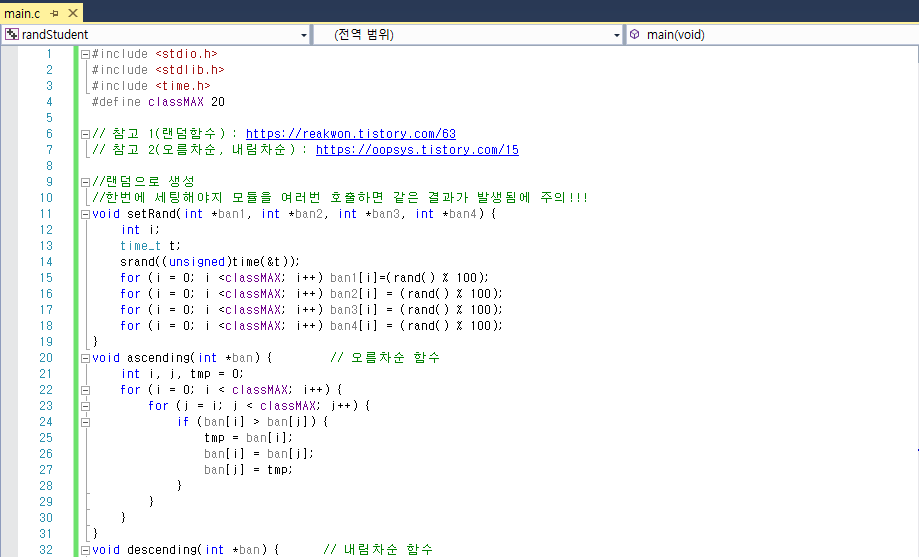 main.c
randStudent (전역 범위) main(void)
1 #include <stdio.h>
2 #include <stdlib.h>
3 #include <time.h>
4 #define classMAX 20
5
6 // 참고 1(랜덤함수) : https://reakwon.tistory.com/63
7 // 참고 2(오름차순, 내림차순) : https://oopsys.tistory.com/15
8
9 //랜덤으로 생성
10 //한번에 세팅해야지 모듈을 여러번 호출하면 같은 결과가 발생됨에 주의!!!
11 void setRand(int *ban1, int *ban2, int *ban3, int *ban4) {
12 int i;
13 time_t t;
14 srand((unsigned)time(&t));
15 for (i = 0; i <classMAX; i++) ban1[i]=(rand() % 100);
16 for (i = 0; i <classMAX; i++) ban2[i] = (rand() % 100);
17 for (i = 0; i <classMAX; i++) ban3[i] = (rand() % 100);
18 for (i = 0; i <classMAX; i++) ban4[i] = (rand() % 100);
19 }
20 void ascending(int *ban) { // 오름차순 함수
21 int i, j, tmp = 0;
22 for (i = 0; i < classMAX; i++) {
23 for (j = i; j < classMAX; j++) {
24 if (ban[i] > ban[j]) {
25 tmp = ban[i];
26 ban[i] = ban[j];
27 ban[j] = tmp;
28 }
29 }
30 }
31 }
32 void descending(int *ban) { // 내림차순 함수